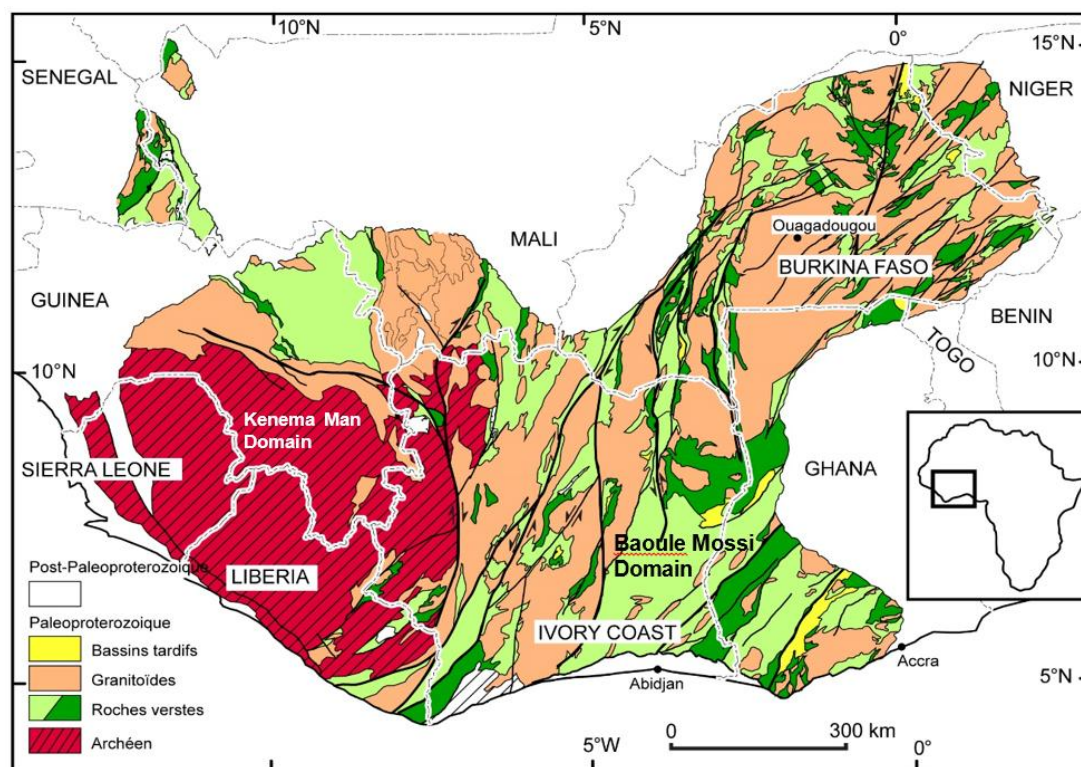 10°N
5°N
0°
15°N
SENEGAL
NIGER
MALI
Ouagadougou
BURKINA FASO
GUINEA
BENIN
TOGO
10°N
10°N
Kenema Man
Domain
SIERRA LEONE
GHANA
Baoule Mossi
Domain
Post-Paleoproterozoique
LIBERIA
Paleoproterozoique
IVORY COAST
Bassins tardifs
Accra
Granitoïdes
Abidjan
5°N
Roches verstes
0
300 km
Archéen
5°W
0°